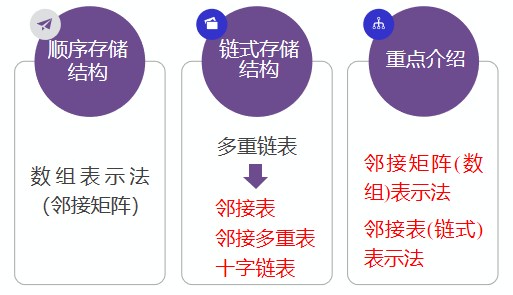 顺序存储
结构
数组表示法
(邻接矩阵)
链式存储
结构
多重链表
邻接表
邻接多重表
十字链表
重点介绍
邻接矩阵(数
组)表示法
邻接表(链式)
表示法